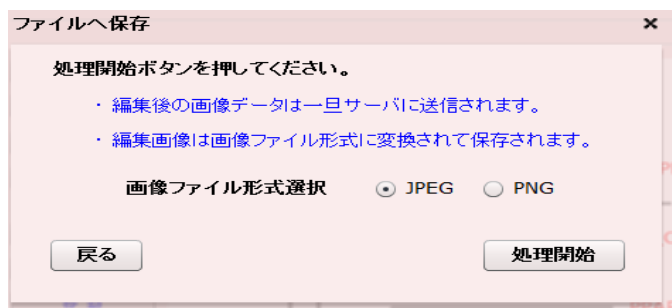 ファイルへ保存 ×
処理開始ボタンを押してください。
・ 編集後の画像データは一旦サーバに送信されます。
・ 編集画像は画像ファイル形式に変換されて保存されます。
画像ファイル形式選択 JPEG PNG
戻る 処理開始